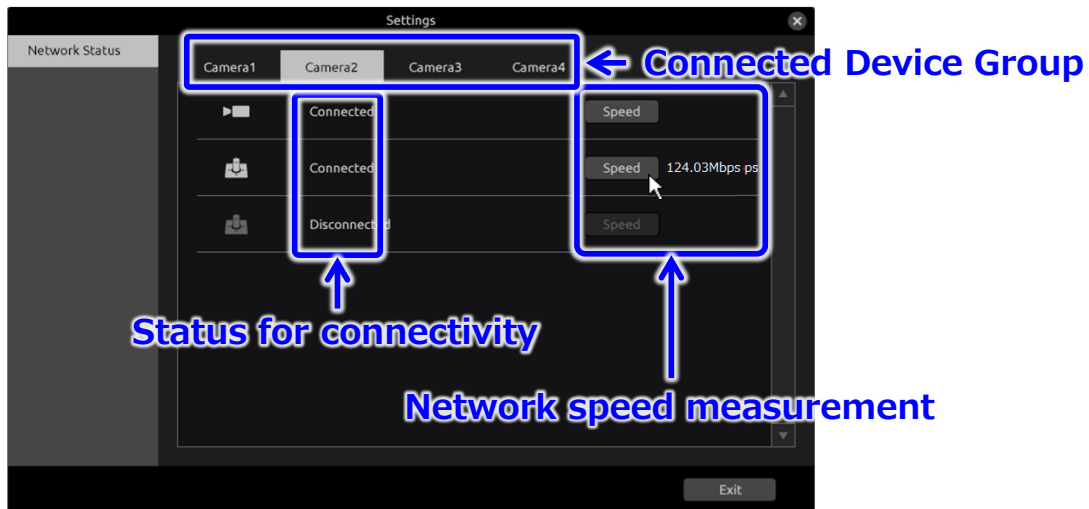 Settings
Network Status
Camera1 Camera2 Camera3 Camera4
Connected Device Group
Connected Speed
Connected Speed 124.03Mbps ps
Disconnected Speed
Status for connectivity
Network speed measurement
Exit